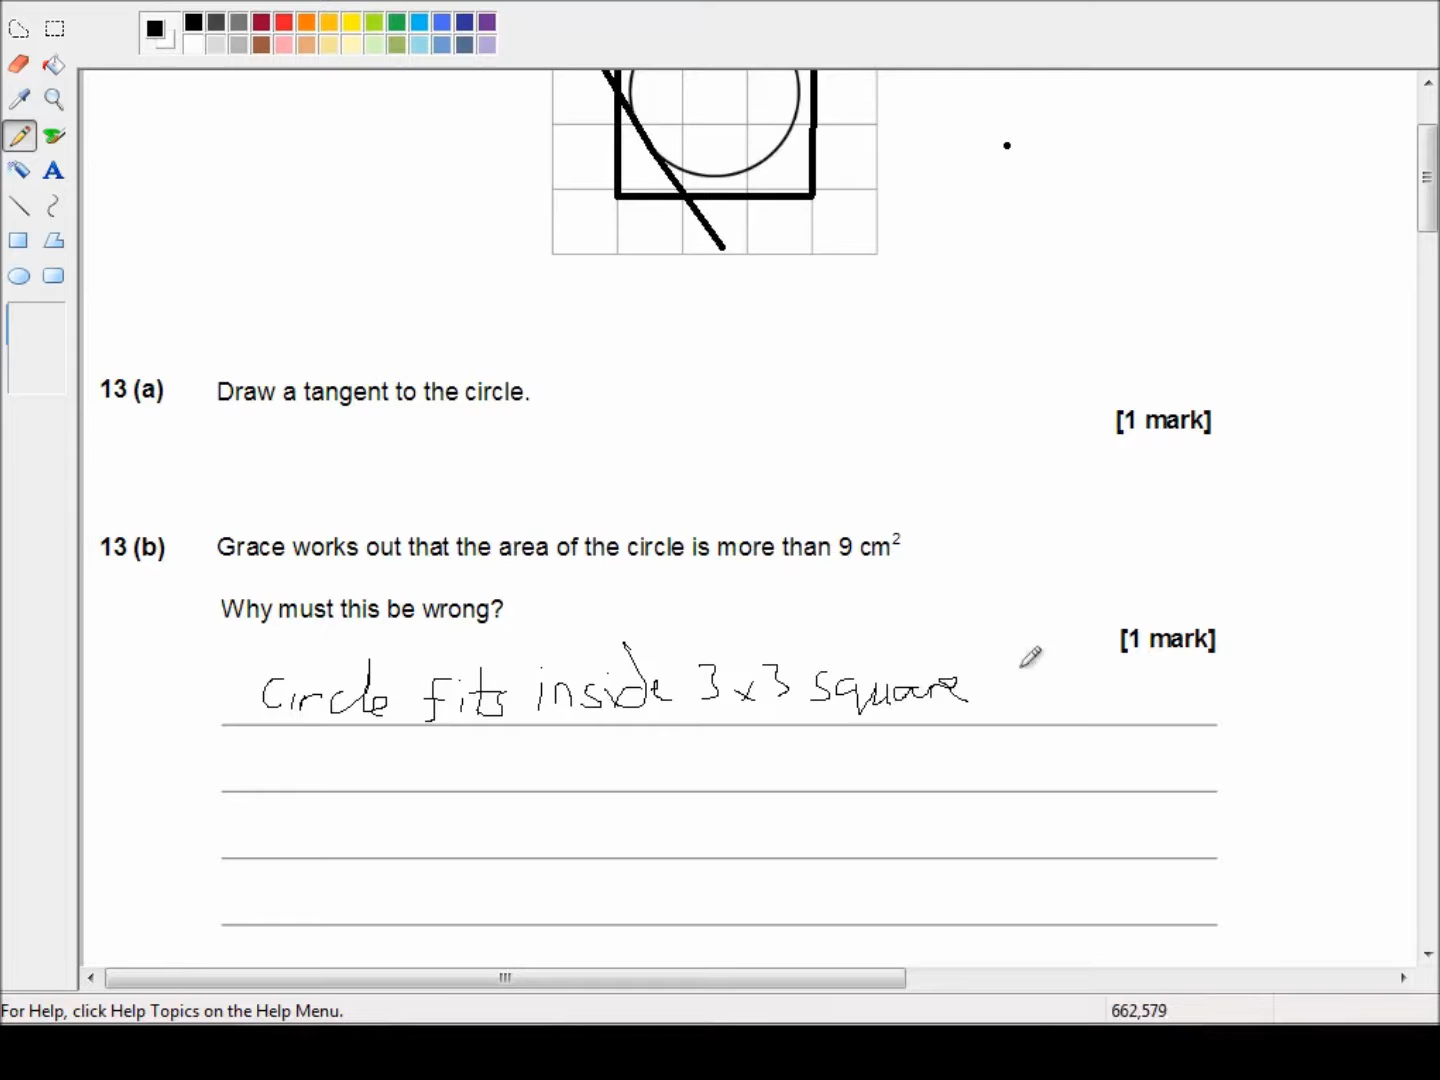 13 (a) Draw a tangent to the circle.
[1 mark]
13 (b) Grace works out that the area of the circle is more than 9 cm²
Why must this be wrong?
[1 mark]
Circle fits inside 3 x 3 square
For Help, click Help Topics on the Help Menu.
662,579